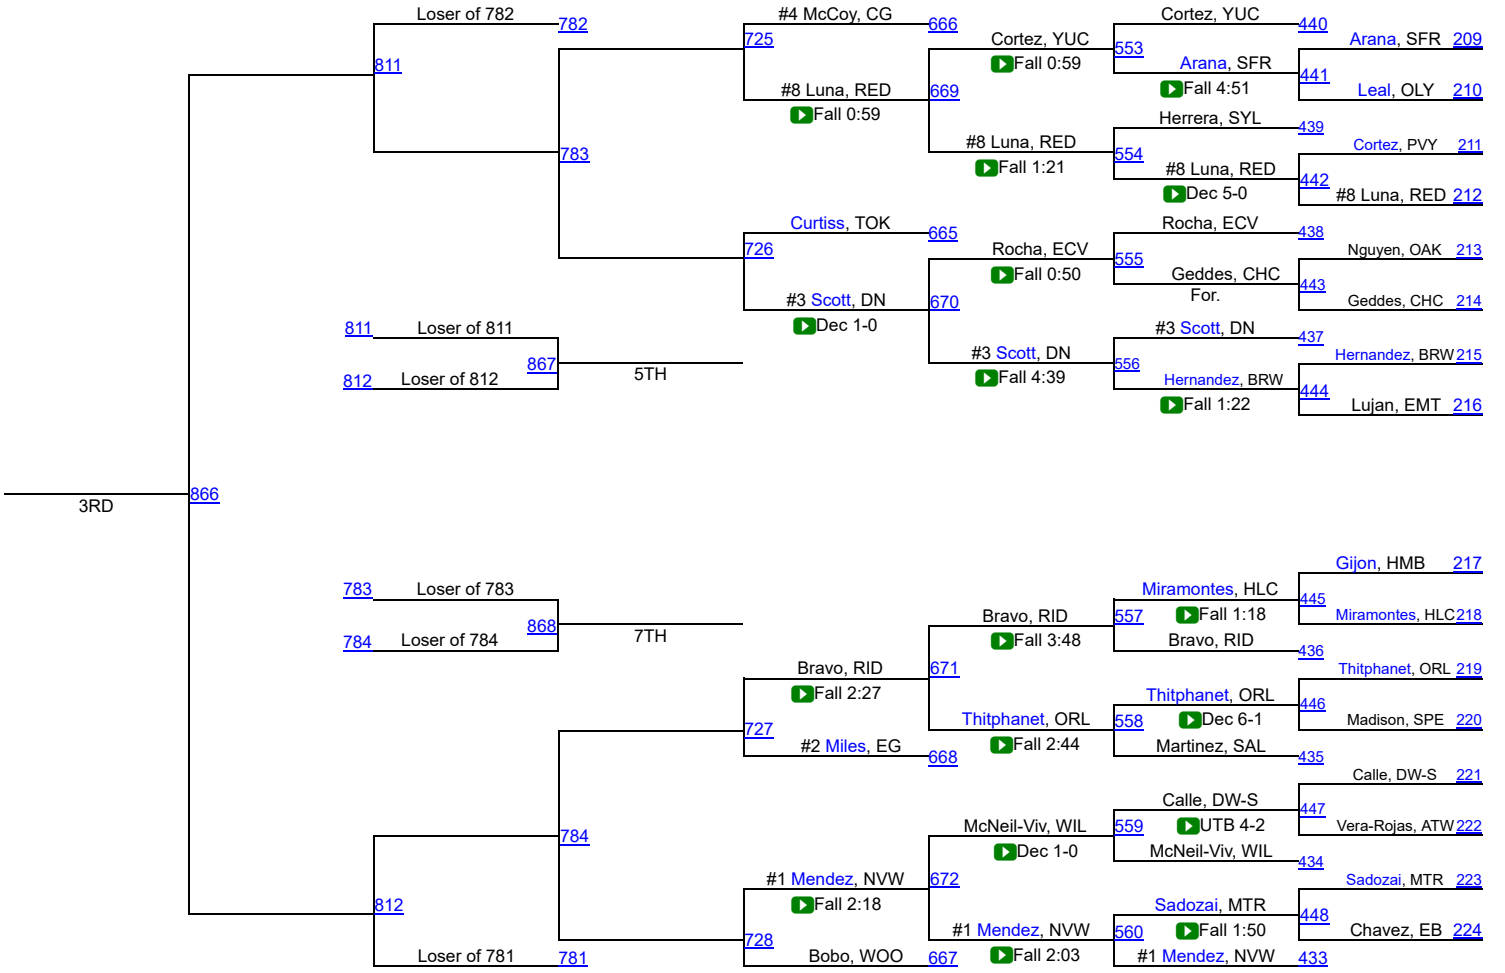 Loser of 782
782
#4 McCoy, CG
666
Cortez, YUC
440
725
Cortez, YUC
553
Arana, SFR
209
811
Fall 0:59
Arana, SFR
441
#8 Luna, RED
669
Fall 4:51
Leal, OLY
210
Fall 0:59
Herrera, SYL
439
783
#8 Luna, RED
554
Cortez, PVY
211
Fall 1:21
#8 Luna, RED
442
Dec 5-0
#8 Luna, RED
212
Curtiss, TOK
665
Rocha, ECV
438
726
Rocha, ECV
555
Nguyen, OAK
213
Fall 0:50
Geddes, CHC
443
For.
#3 Scott, DN
670
Geddes, CHC
214
Dec 1-0
811
Loser of 811
#3 Scott, DN
437
867
5TH
#3 Scott, DN
556
Hernandez, BRW
215
812
Loser of 812
Fall 4:39
Hernandez, BRW
444
Fall 1:22
Lujan, EMT
216
866
3RD
Gijon, HMB
217
783
Loser of 783
Miramontes, HLC
445
868
7TH
Bravo, RID
557
Fall 1:18
Miramontes, HLC
218
784
Loser of 784
Fall 3:48
Bravo, RID
436
Bravo, RID
671
Thitphanet, ORL
219
Fall 2:27
Thitphanet, ORL
446
727
Thitphanet, ORL
558
Dec 6-1
Madison, SPE
220
#2 Miles, EG
668
Fall 2:44
Martinez, SAL
435
Calle, DW-S
221
784
Calle, DW-S
447
McNeil-Viv, WIL
559
UTB 4-2
Vera-Rojas, ATW
222
Dec 1-0
McNeil-Viv, WIL
434
#1 Mendez, NVW
672
Sadozai, MTR
223
812
Fall 2:18
Sadozai, MTR
448
728
#1 Mendez, NVW
560
Fall 1:50
Chavez, EB
224
Loser of 781
781
Bobo, WOO
667
Fall 2:03
#1 Mendez, NVW
433